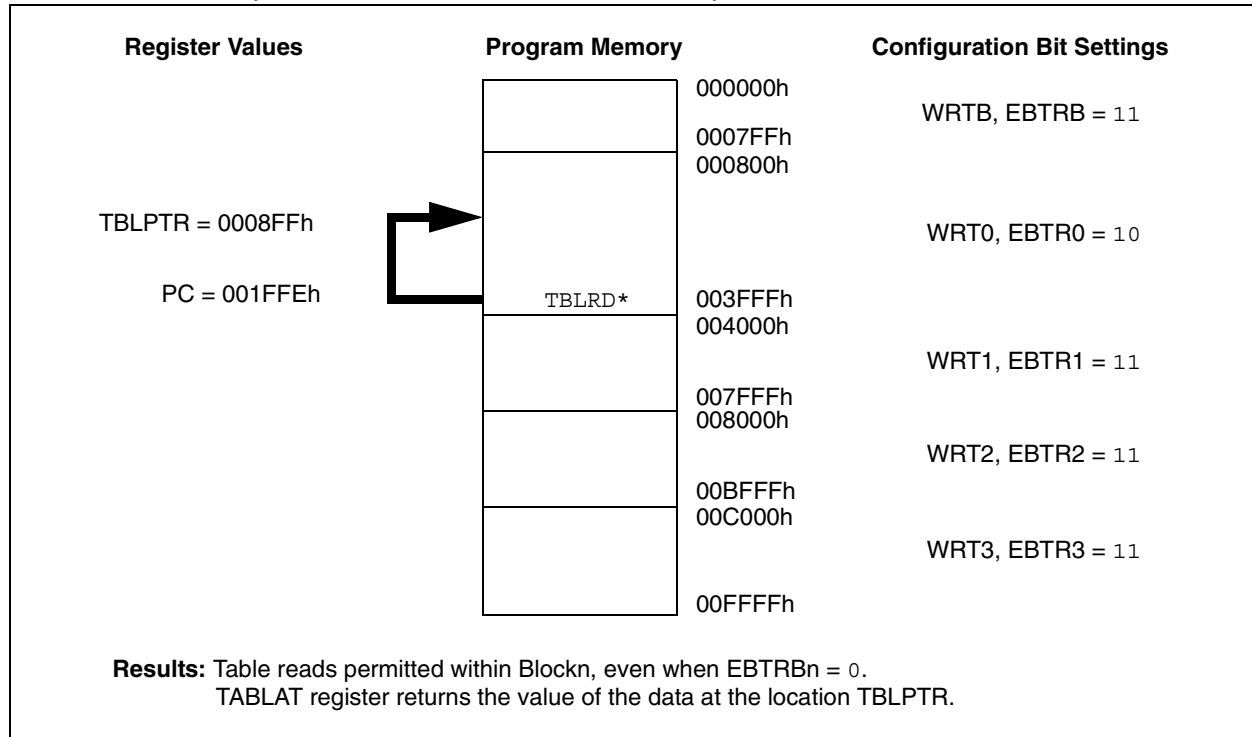 Register Values Program Memory Configuration Bit Settings
000000h
WRTB, EBTRB = 11
0007FFh
000800h
TBLPTR = 0008FFh
WRT0, EBTR0 = 10
PC = 001FFEh
TBLRD*
003FFFh
004000h
WRT1, EBTR1 = 11
007FFFh
008000h
WRT2, EBTR2 = 11
00BFFFh
00C000h
WRT3, EBTR3 = 11
00FFFFh
Results: Table reads permitted within Blockn, even when EBTRBn = 0.
TABLAT register returns the value of the data at the location TBLPTR.